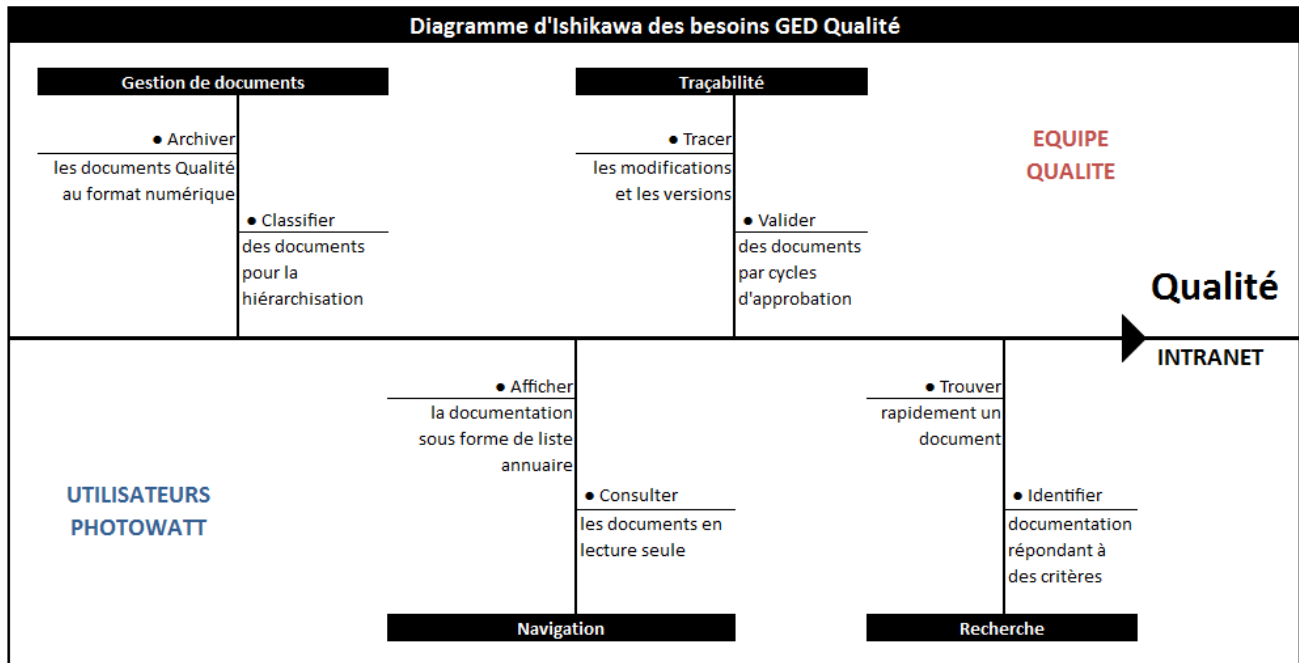 Diagramme d'Ishikawa des besoins GED Qualité
Gestion de documents
● Archiver
les documents Qualité
au format numérique
● Classifier
des documents
pour la
hiérarchisation
Traçabilité
● Tracer
les modifications
et les versions
● Valider
des documents
par cycles
d'approbation
EQUIPE
QUALITE
Qualité
INTRANET
UTILISATEURS
PHOTOWATT
● Afficher
la documentation
sous forme de liste
annuaire
● Consulter
les documents en
lecture seule
Navigation
● Trouver
rapidement un
document
● Identifier
documentation
répondant à
des critères
Recherche